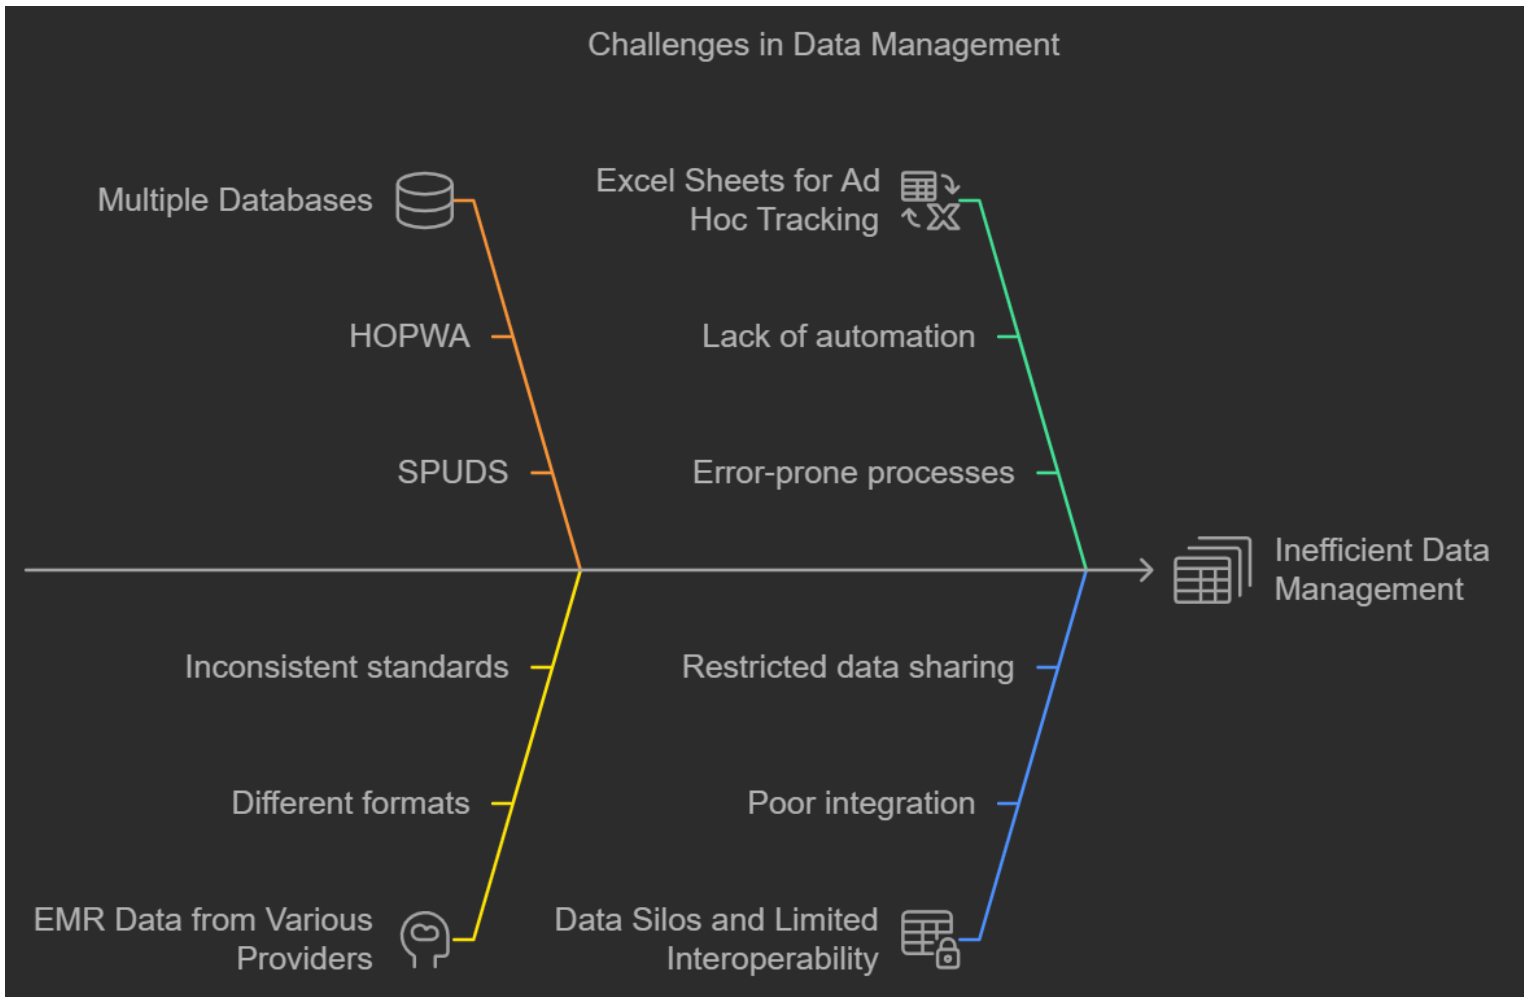 Challenges in Data Management
Multiple Databases
HOPWA
SPUDS
Excel Sheets for Ad
Hoc Tracking
Lack of automation
Error-prone processes
Inefficient Data
Management
Inconsistent standards
Different formats
EMR Data from Various
Providers
Restricted data sharing
Poor integration
Data Silos and Limited
Interoperability